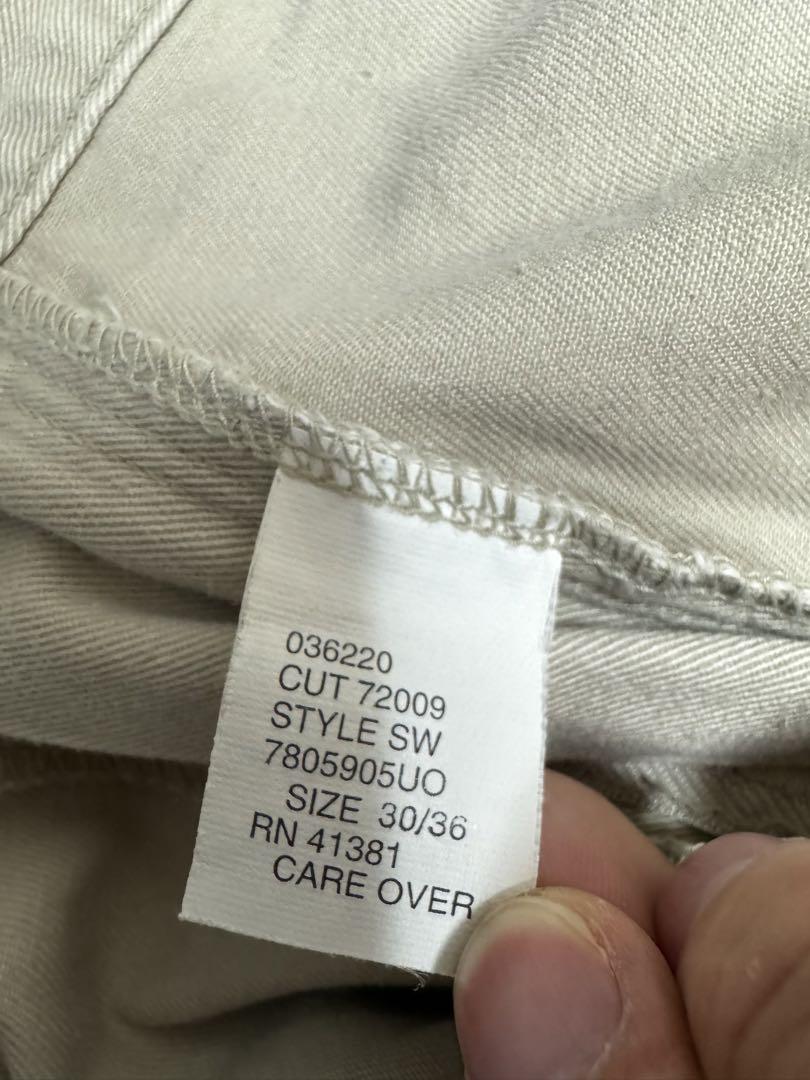 036220
CUT 72009
STYLE SW
7805905UO
SIZE 30/36
RN 41381
CARE OVER